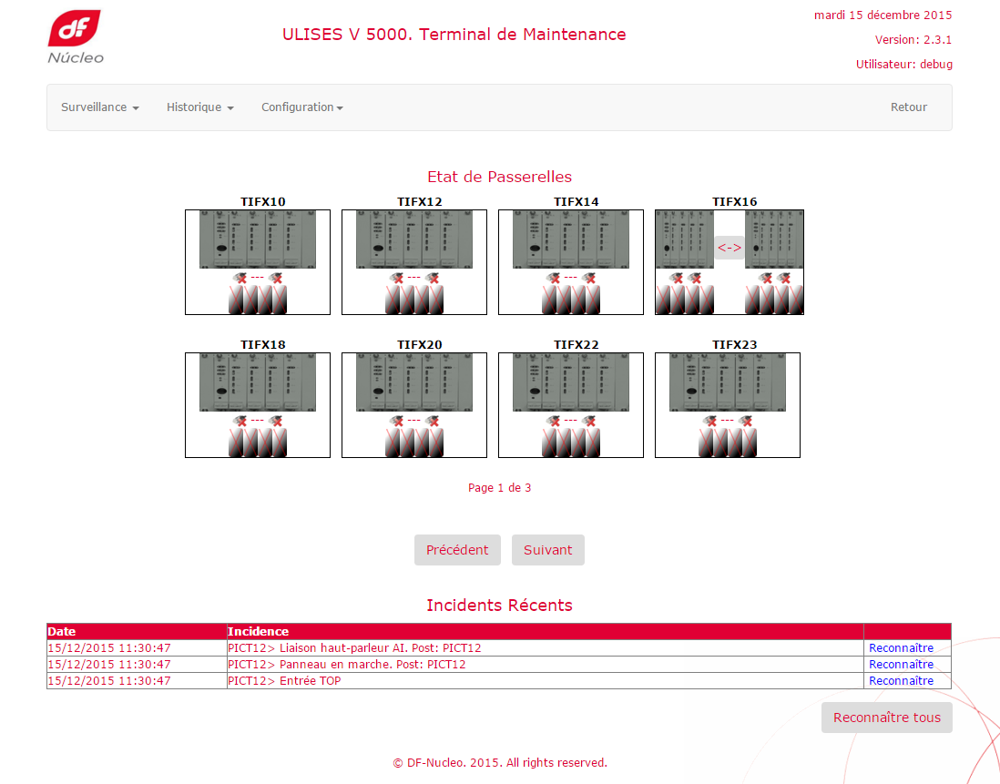 df
Núcleo
ULISES V 5000. Terminal de Maintenance
mardi 15 décembre 2015
Version: 2.3.1
Utilisateur: debug
Surveillance Historique Configuration Retour
Etat de Passerelles
TIFX10 TIFX12 TIFX14 TIFX16
<->
--- --- ---
TIFX18 TIFX20 TIFX22 TIFX23
--- --- --- ---
Page 1 de 3
Précédent Suivant
Incidents Récents
Date Incidence
15/12/2015 11:30:47 PICT12> Liaison haut-parleur AI. Post: PICT12 Reconnaître
15/12/2015 11:30:47 PICT12> Panneau en marche. Post: PICT12 Reconnaître
15/12/2015 11:30:47 PICT12> Entrée TOP Reconnaître
Reconnaître tous
© DF-Nucleo. 2015. All rights reserved.